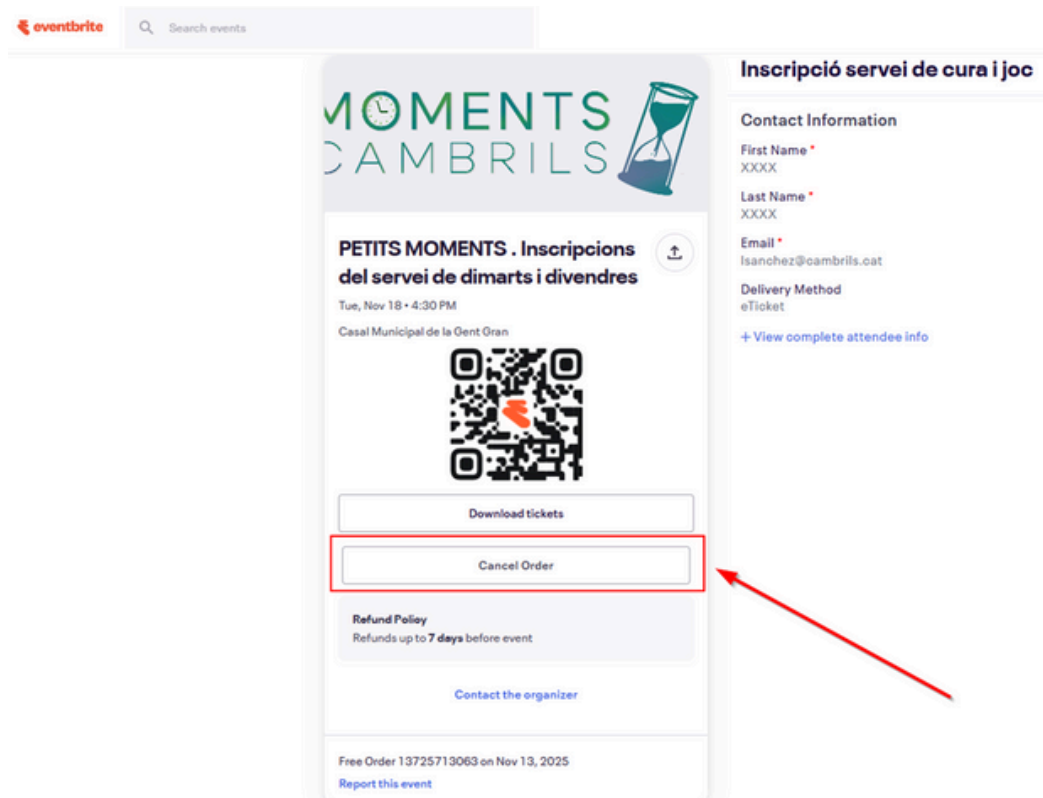 eventbrite
Search events
MOMENTS
CAMBRILS
PETITS MOMENTS . Inscripcions
del servei de dimarts i divendres
Tue, Nov 18 • 4:30 PM
Casal Municipal de la Gent Gran
Download tickets
Cancel Order
Refund Policy
Refunds up to 7 days before event
Contact the organizer
Free Order 13725713063 on Nov 13, 2025
Report this event
Inscripció servei de cura i joc
Contact Information
First Name *
XXXX
Last Name *
XXXX
Email *
lsanchez@cambrils.cat
Delivery Method
eTicket
+ View complete attendee info